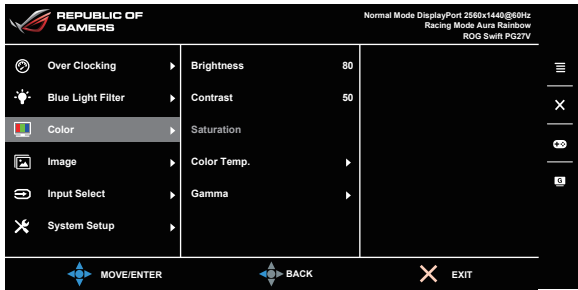 REPUBLIC OF
GAMERS
Normal Mode DisplayPort 2560x1440@60Hz
Racing Mode Aura Rainbow
ROG Swift PG27V
Over Clocking
Brightness 80
Blue Light Filter
Contrast 50
Color
Saturation
Image
Color Temp.
Input Select
Gamma
System Setup
MOVE/ENTER BACK EXIT
G